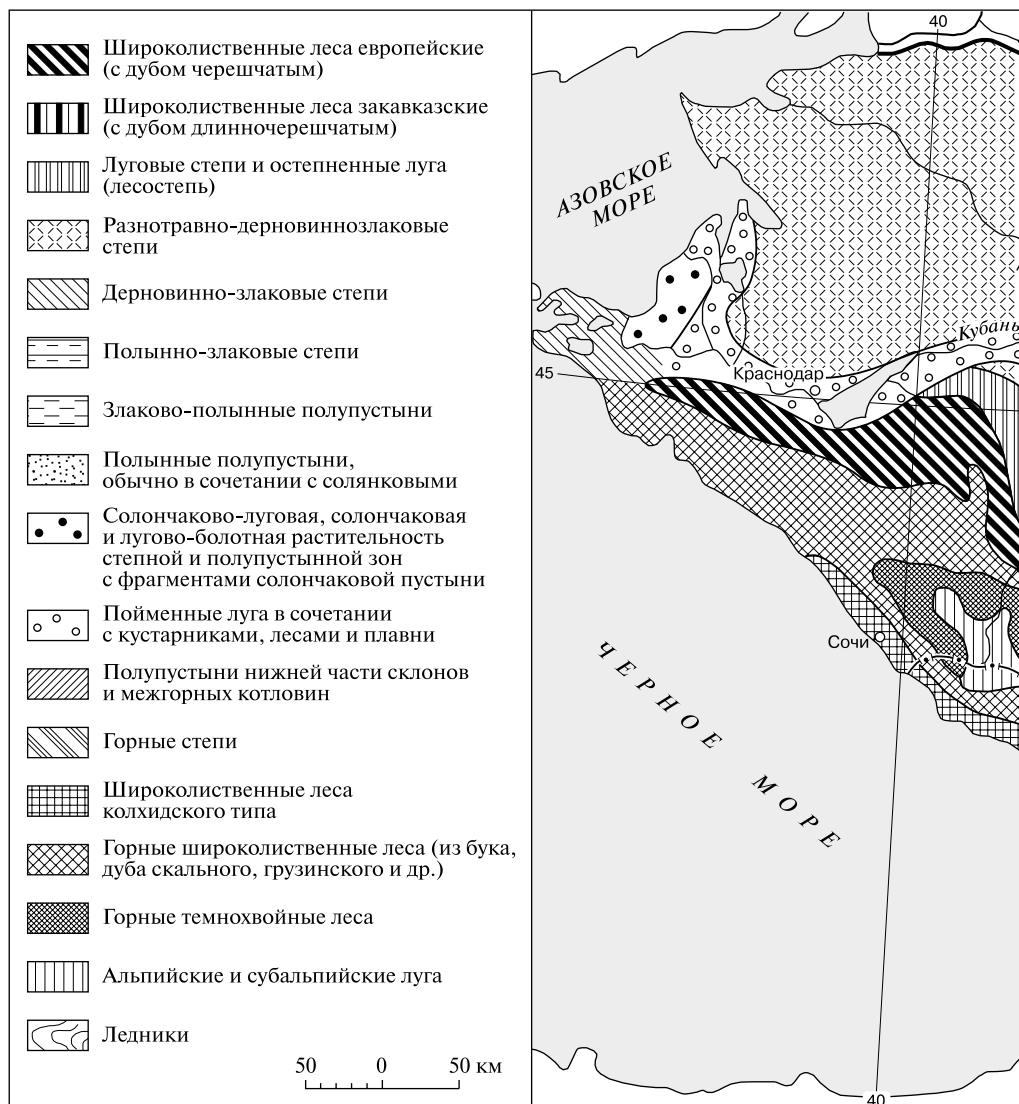 Широколиственные леса европейские
(с дубом черешчатым)
Широколиственные леса закавказские
(с дубом длинночерешчатым)
Луговые степи и остепненные луга
(лесостепь)
Разнотравно-дерновиннозлаковые
степи
Дерновинно-злаковые степи
Полынно-злаковые степи
Злаково-полынные полупустыни
Полынные полупустыни,
обычно в сочетании с солянковыми
Солончаково-луговая, солончаковая
и лугово-болотная растительность
степной и полупустынной зон
с фрагментами солончаковой пустыни
Пойменные луга в сочетании
с кустарниками, лесами и плавни
Полупустыни нижней части склонов
и межгорных котловин
Горные степи
Широколиственные леса
колхидского типа
Горные широколиственные леса (из бука,
дуба скального, грузинского и др.)
Горные темнохвойные леса
Альпийские и субальпийские луга
Ледники
50 0 50 км
40
АЗОВСКОЕ
МОРЕ
Кубань
45
Краснодар
Сочи
ЧЕРНОЕ МОРЕ
40